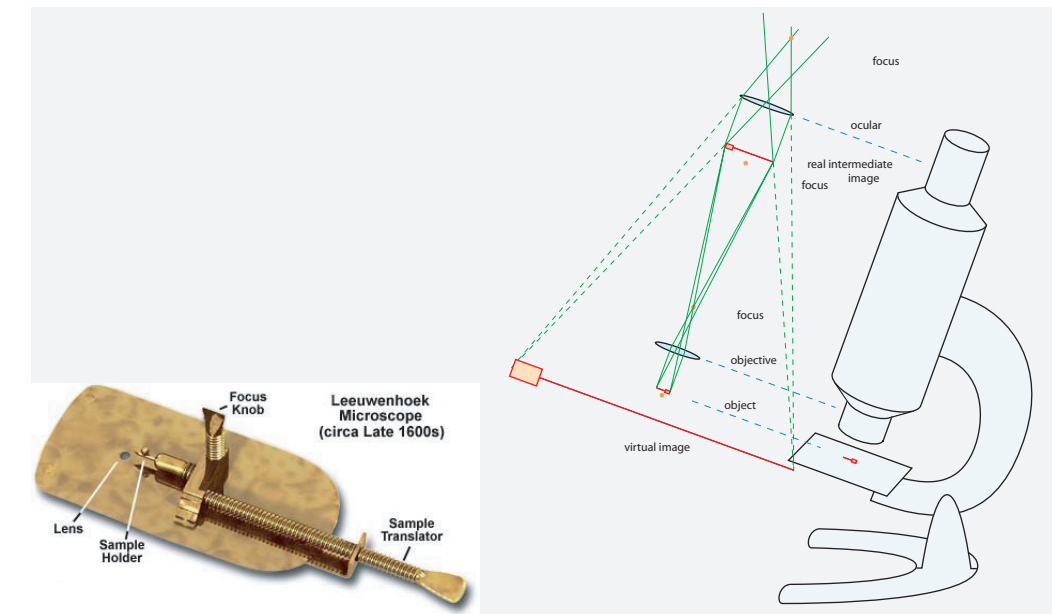 focus
ocular
real intermediate
image
focus
focus
objective
object
virtual image
Focus
Knob
Leeuwenhoek
Microscope
(circa Late 1600s)
Lens
Sample
Holder
Sample
Translator